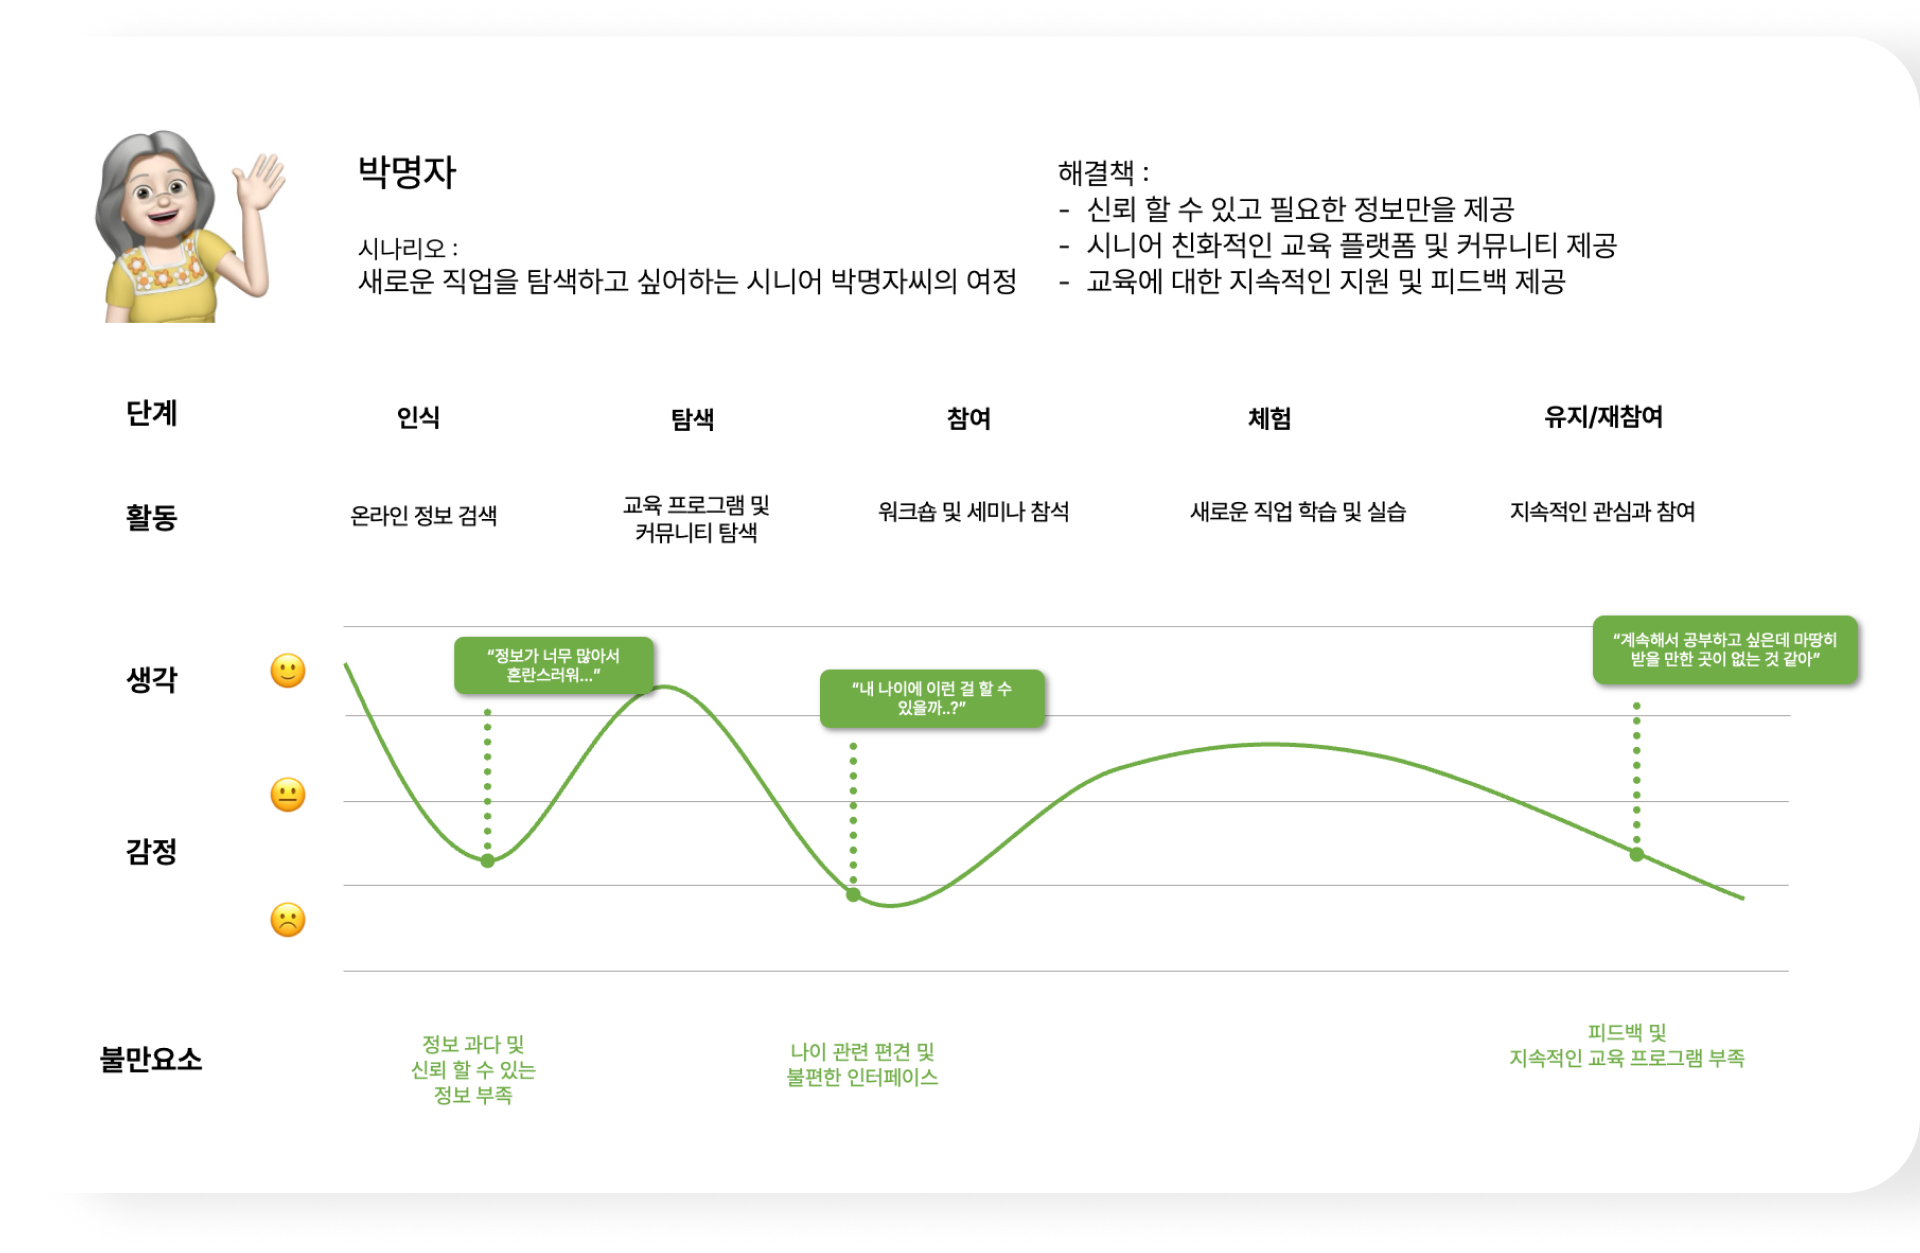 박명자
시나리오 :
새로운 직업을 탐색하고 싶어하는 시니어 박명자씨의 여정
해결책 :
- 신뢰 할 수 있고 필요한 정보만을 제공
- 시니어 친화적인 교육 플랫폼 및 커뮤니티 제공
- 교육에 대한 지속적인 지원 및 피드백 제공
단계
인식
탐색
참여
체험
유지/재참여
활동
온라인 정보 검색
교육 프로그램 및
커뮤니티 탐색
워크숍 및 세미나 참석
새로운 직업 학습 및 실습
지속적인 관심과 참여
생각
“정보가 너무 많아서
혼란스러워...”
“내 나이에 이런 걸 할 수
있을까..?”
“계속해서 공부하고 싶은데 마땅히
받을 만한 곳이 없는 것 같아”
감정
불만요소
정보 과다 및
신뢰 할 수 있는
정보 부족
나이 관련 편견 및
불편한 인터페이스
피드백 및
지속적인 교육 프로그램 부족